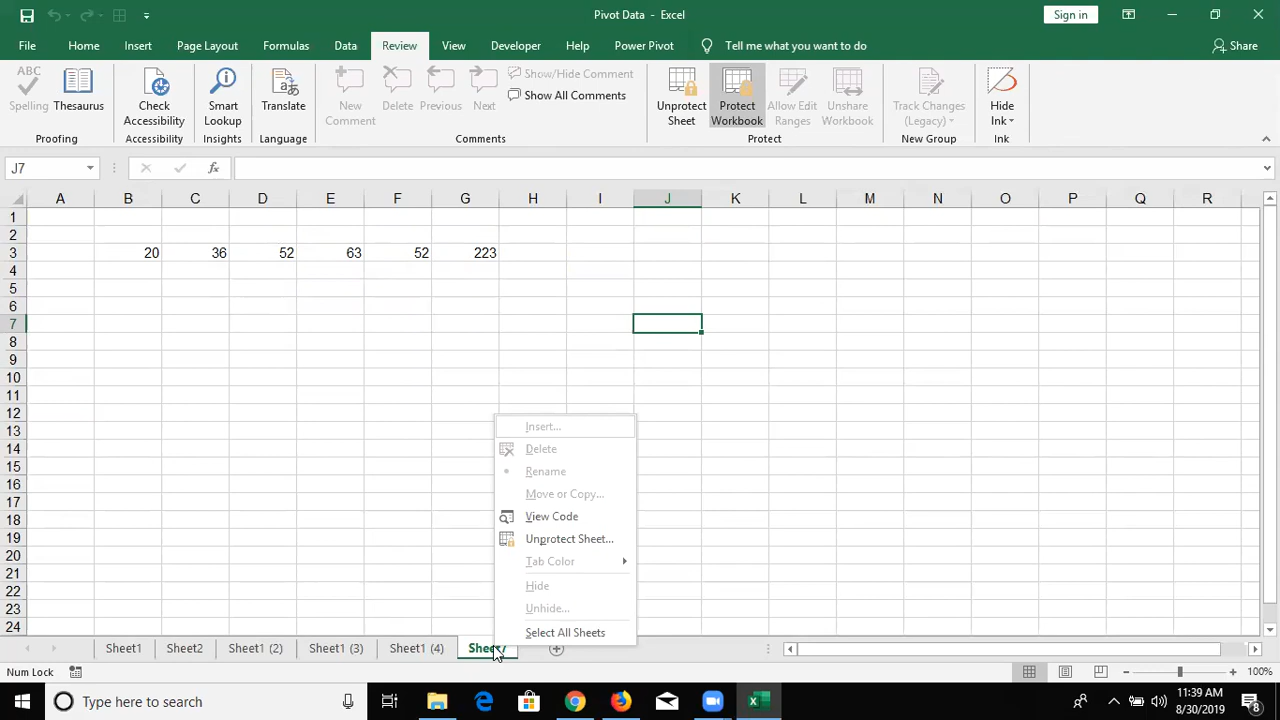 Pivot Data - Excel
Sign in
File Home Insert Page Layout Formulas Data Review View Developer Help Power Pivot Tell me what you want to do Share
ABC
Spelling Thesaurus
Proofing
Check Accessibility
Accessibility
Smart Lookup
Insights
Translate
Language
New Comment
Delete Previous Next
Show/Hide Comment
Show All Comments
Comments
Unprotect Sheet
Protect Workbook
Allow Edit Ranges
Unshare Workbook
Protect
Track Changes (Legacy)
New Group
Hide Ink
Ink
J7 fx
A B C D E F G H I J K L M N O P Q R
1
2
3 20 36 52 63 52 223
4
5
6
7
8
9
10
11
12
13
14
15
16
17
18
19
20
21
22
23
24
Insert...
Delete
Rename
Move or Copy...
View Code
Unprotect Sheet...
Tab Color
Hide
Unhide...
Select All Sheets
Sheet1 Sheet2 Sheet1 (2) Sheet1 (3) Sheet1 (4) Sheet7
Num Lock 100%
Type here to search
11:39 AM
8/30/2019
8